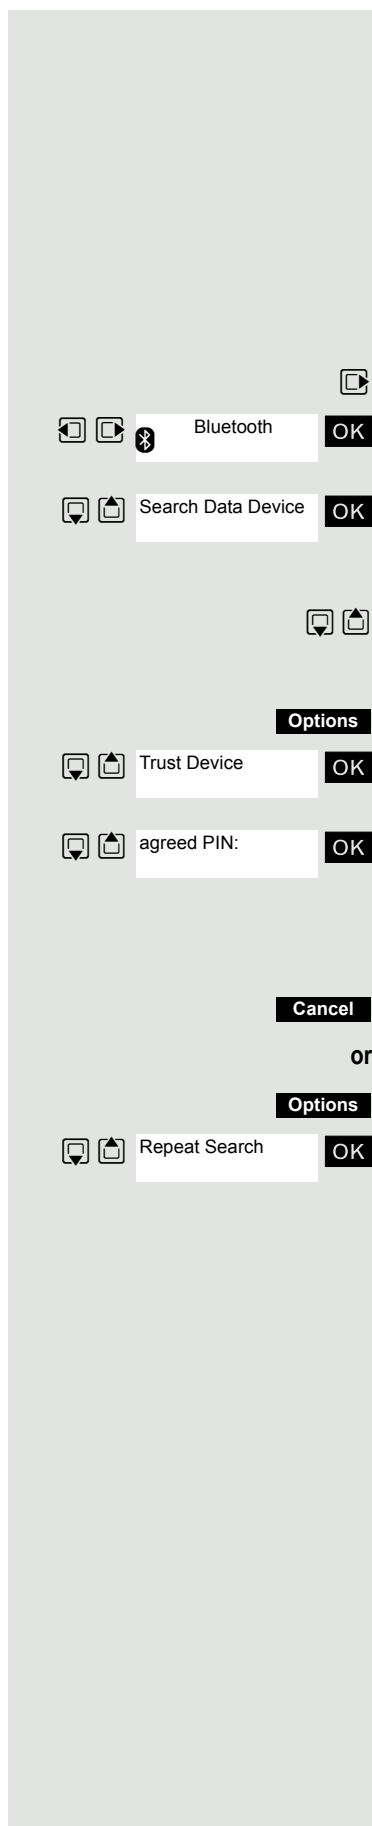 Bluetooth OK
Search Data Device OK
Options
Trust Device OK
agreed PIN: OK
Cancel
or
Options
Repeat Search OK